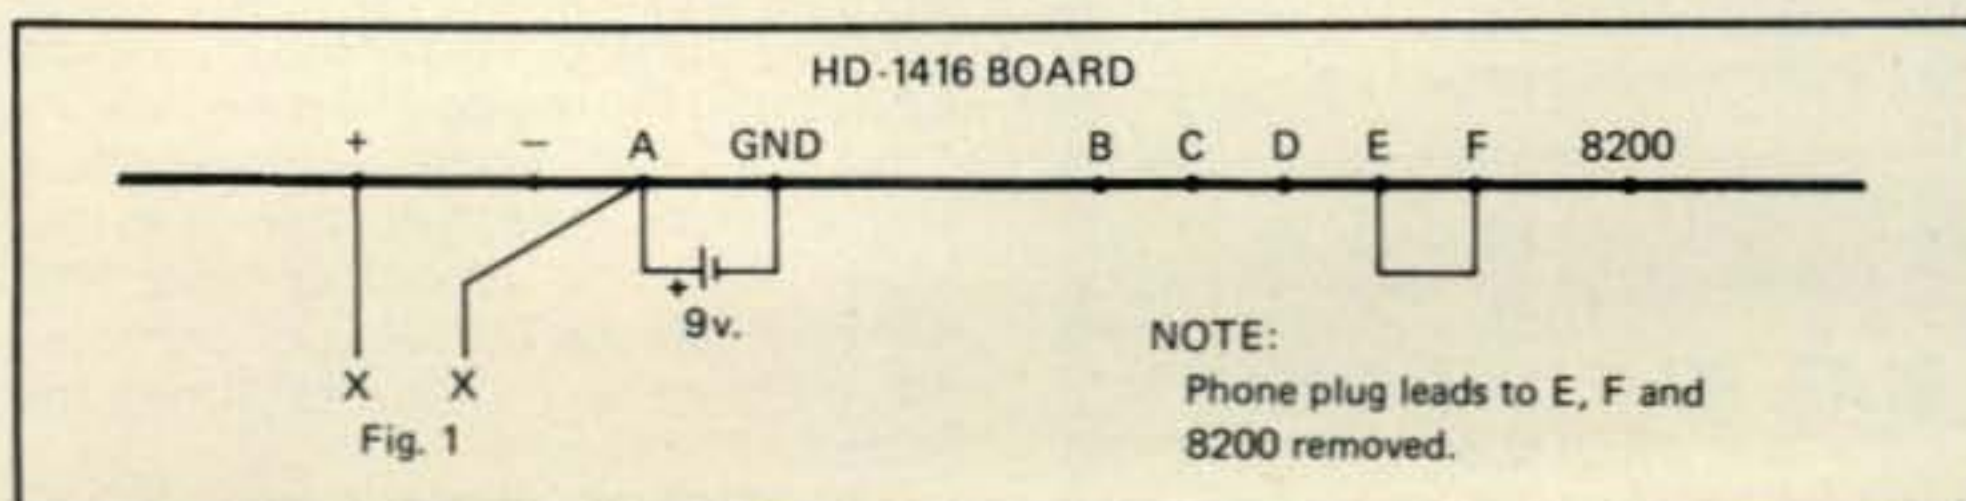 HD-1416 BOARD
+ − A GND B C D E F 8200
+
9v.
X X
Fig. 1
NOTE:
Phone plug leads to E, F and
8200 removed.